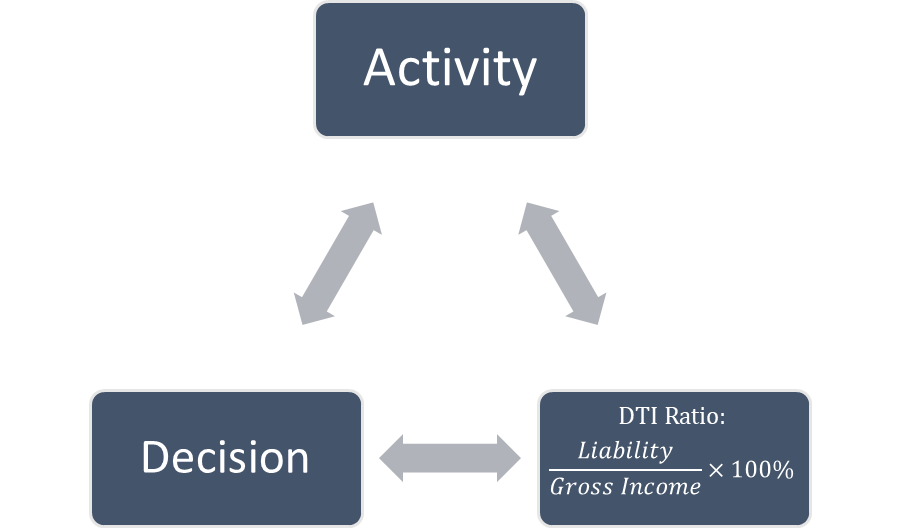 Activity
Decision
DTI Ratio:
Liability
Gross Income × 100%